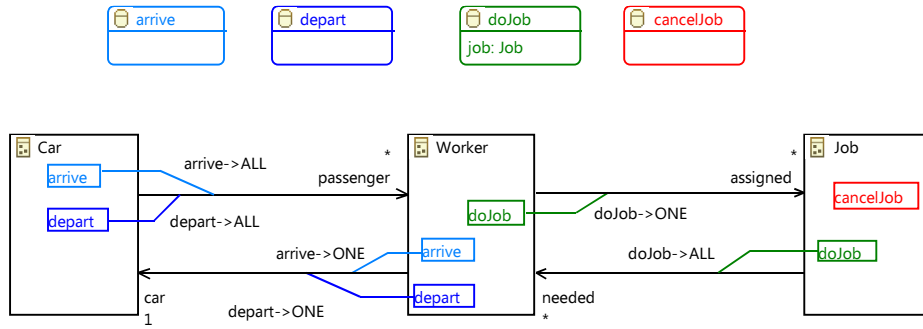 arrive
depart
doJob
job: Job
cancelJob
Car
arrive
depart
arrive->ALL
depart->ALL
*
passenger
arrive->ONE
depart->ONE
car
1
Worker
doJob
arrive
depart
*
assigned
doJob->ONE
doJob->ALL
needed
*
Job
cancelJob
doJob